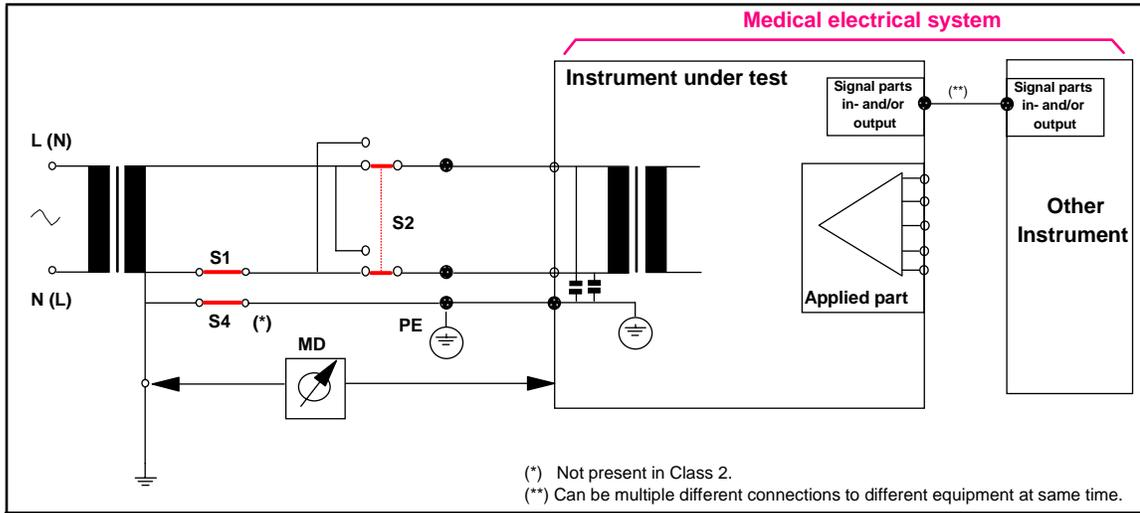 Medical electrical system
Instrument under test
Signal parts
in- and/or
output
(**)
Signal parts
in- and/or
output
L (N)
S2
Other
Instrument
S1
N (L)
S4
(*)
PE
Applied part
MD
(*) Not present in Class 2.
(**) Can be multiple different connections to different equipment at same time.